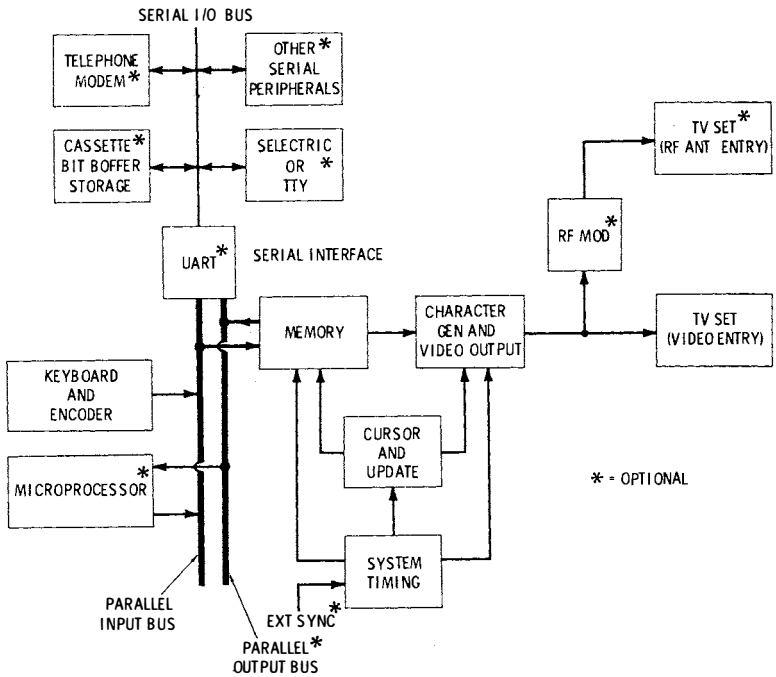 SERIAL I/O BUS
TELEPHONE
MODEM *
OTHER *
SERIAL
PERIPHERALS
CASSETTE *
BIT BOFFER
STORAGE
SELECTRIC
OR *
TTY
TV SET *
(RF ANT ENTRY)
RF MOD *
UART *
SERIAL INTERFACE
MEMORY
CHARACTER
GEN AND
VIDEO OUTPUT
TV SET
(VIDEO ENTRY)
KEYBOARD
AND
ENCODER
CURSOR
AND
UPDATE
MICROPROCESSOR *
* = OPTIONAL
SYSTEM
TIMING
EXT SYNC *
PARALLEL
INPUT BUS
PARALLEL *
OUTPUT BUS